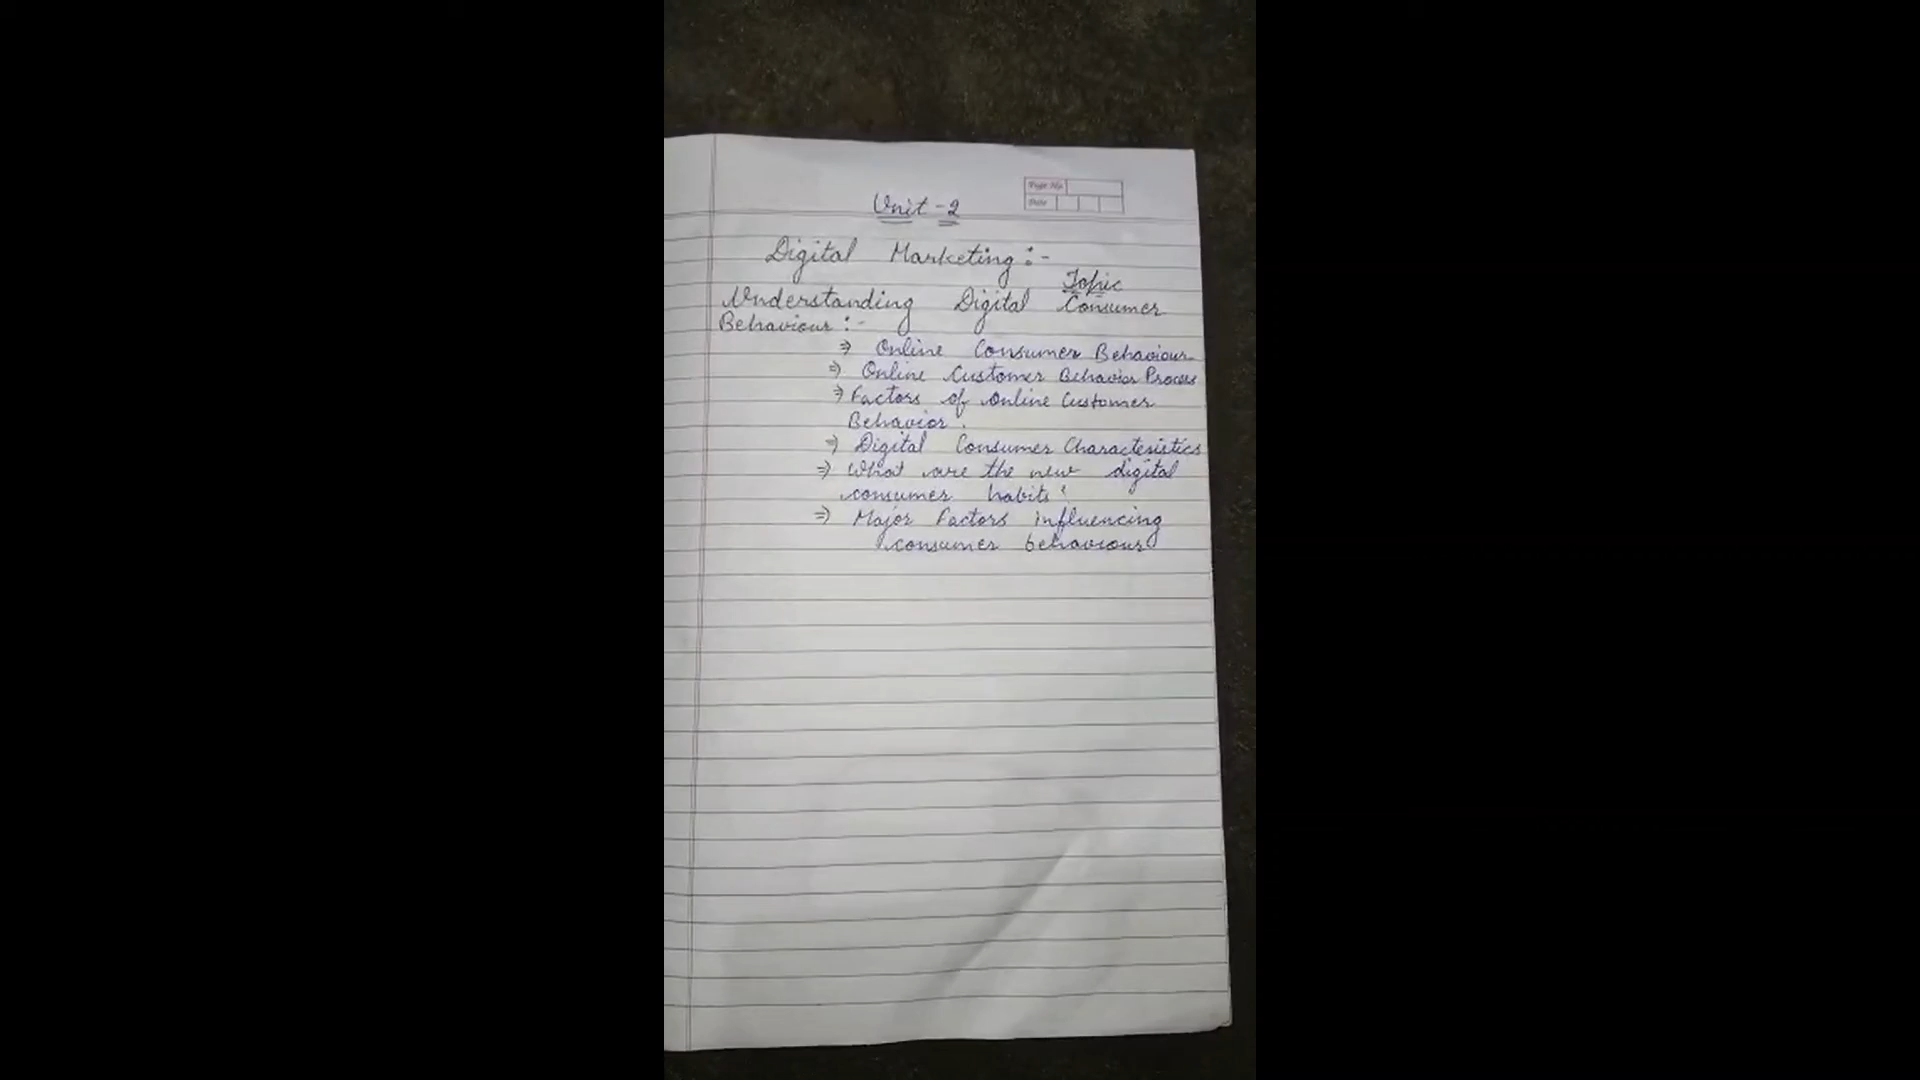 Page No
Date
Unit - 2
Digital Marketing :-
Topic
Understanding Digital Consumer
Behaviour :-
⇒ Online Consumer Behaviour
⇒ Online Customer Behavior Process
⇒ Factors of online Customer
Behavior.
⇒ Digital Consumer Characteristics
⇒ What are the new digital
consumer habits?
⇒ Major Factors influencing
consumer behaviour